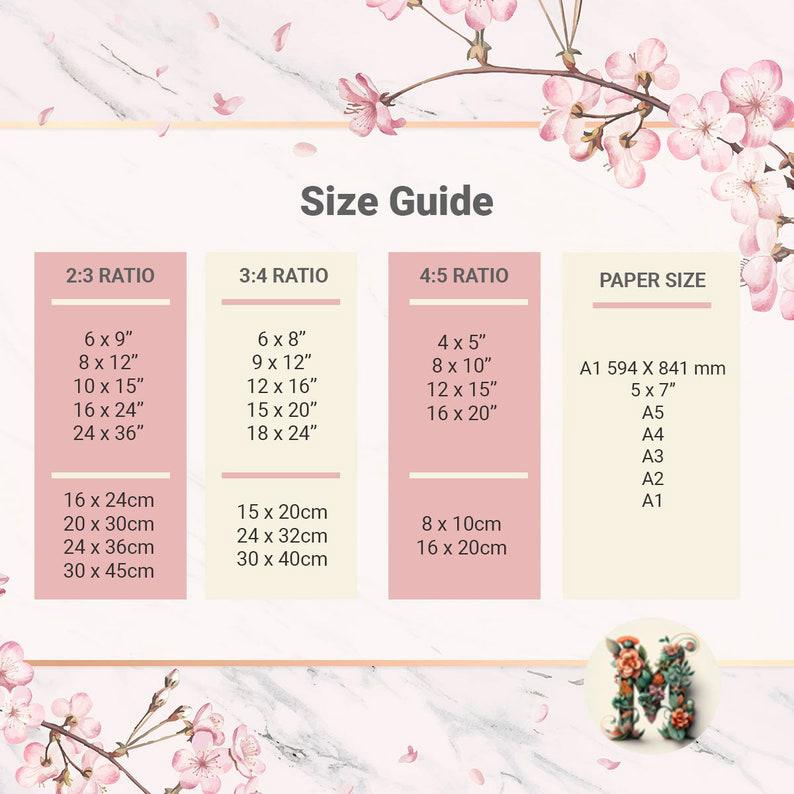 Size Guide
2:3 RATIO
6 x 9”
8 x 12”
10 x 15”
16 x 24”
24 x 36”
16 x 24cm
20 x 30cm
24 x 36cm
30 x 45cm
3:4 RATIO
6 x 8”
9 x 12”
12 x 16”
15 x 20”
18 x 24”
15 x 20cm
24 x 32cm
30 x 40cm
4:5 RATIO
4 x 5”
8 x 10”
12 x 15”
16 x 20”
8 x 10cm
16 x 20cm
PAPER SIZE
A1 594 X 841 mm
5 x 7”
A5
A4
A3
A2
A1
M